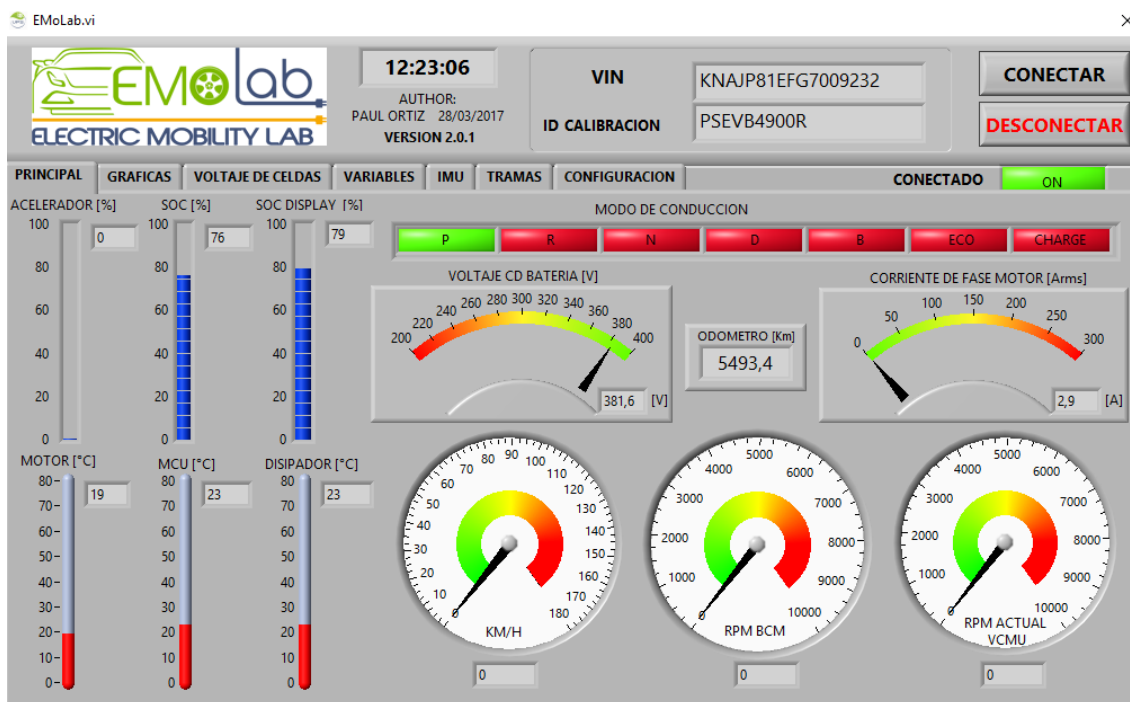 EMoLab.vi
EMOlab
ELECTRIC MOBILITY LAB
12:23:06
AUTHOR:
PAUL ORTIZ 28/03/2017
VERSION 2.0.1
VIN KNAJP81EFG7009232
ID CALIBRACION PSEVB4900R
CONECTAR
DESCONECTAR
PRINCIPAL GRAFICAS VOLTAJE DE CELDAS VARIABLES IMU TRAMAS CONFIGURACION
CONECTADO ON
ACELERADOR [%]
100
80
60
40
20
0
0
SOC [%]
100
80
60
40
20
0
76
SOC DISPLAY [%]
100
80
60
40
20
0
79
MODO DE CONDUCCION
P R N D B ECO CHARGE
VOLTAJE CD BATERIA [V]
200 220 240 260 280 300 320 340 360 380 400
381,6 [V]
ODOMETRO [Km]
5493,4
CORRIENTE DE FASE MOTOR [Arms]
0 50 100 150 200 250 300
2,9 [A]
MOTOR [°C]
80
70
60
50
40
30
20
10
0
19
MCU [°C]
80
70
60
50
40
30
20
10
0
23
DISIPADOR [°C]
80
70
60
50
40
30
20
10
0
23
0 10 20 30 40 50 60 70 80 90 100 110 120 130 140 150 160 170 180
KM/H
0
0 1000 2000 3000 4000 5000 6000 7000 8000 9000 10000
RPM BCM
0
0 1000 2000 3000 4000 5000 6000 7000 8000 9000 10000
RPM ACTUAL
VCMU
0